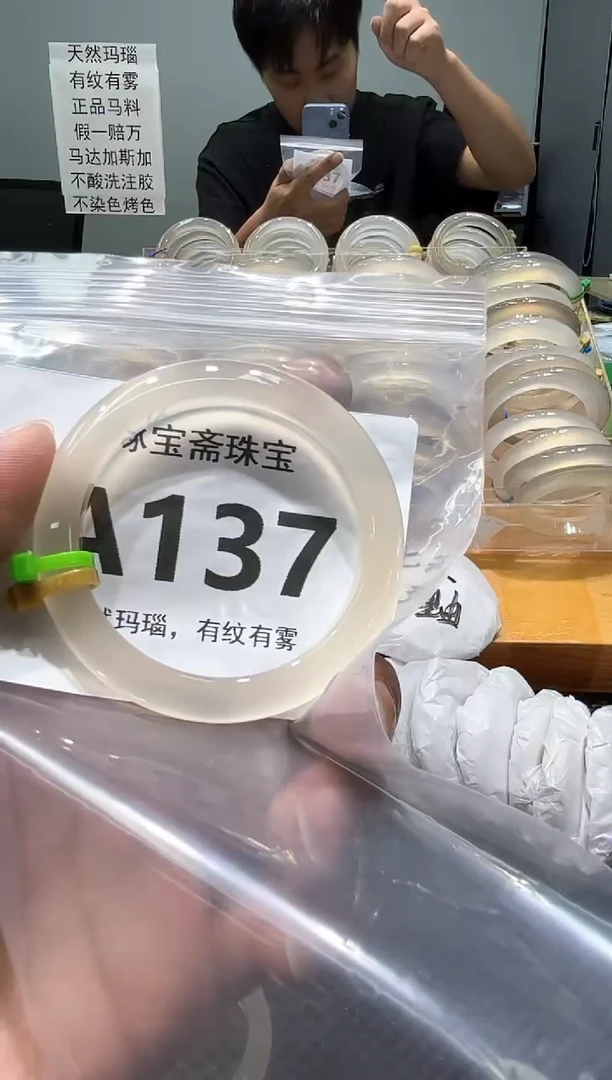 天然玛瑙
有纹有雾
正品马料
假一赔万
马达加斯加
不酸洗注胶
不染色烤色
宝斋珠宝
A137
玛瑙，有纹有雾